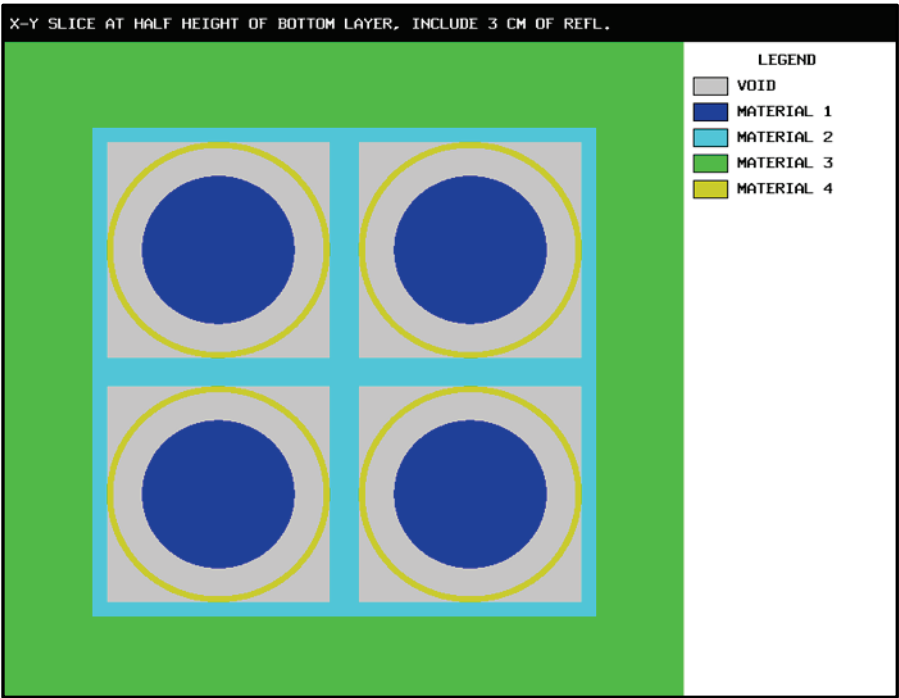 X-Y SLICE AT HALF HEIGHT OF BOTTOM LAYER, INCLUDE 3 CM OF REFL.
LEGEND
VOID
MATERIAL 1
MATERIAL 2
MATERIAL 3
MATERIAL 4